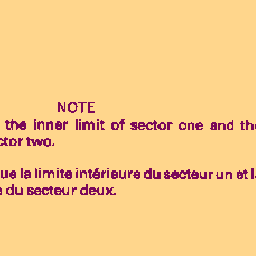 NOTE
the inner limit of sector one and the
ctor two.
ue la limite intérieure du secteur un et l
e du secteur deux.